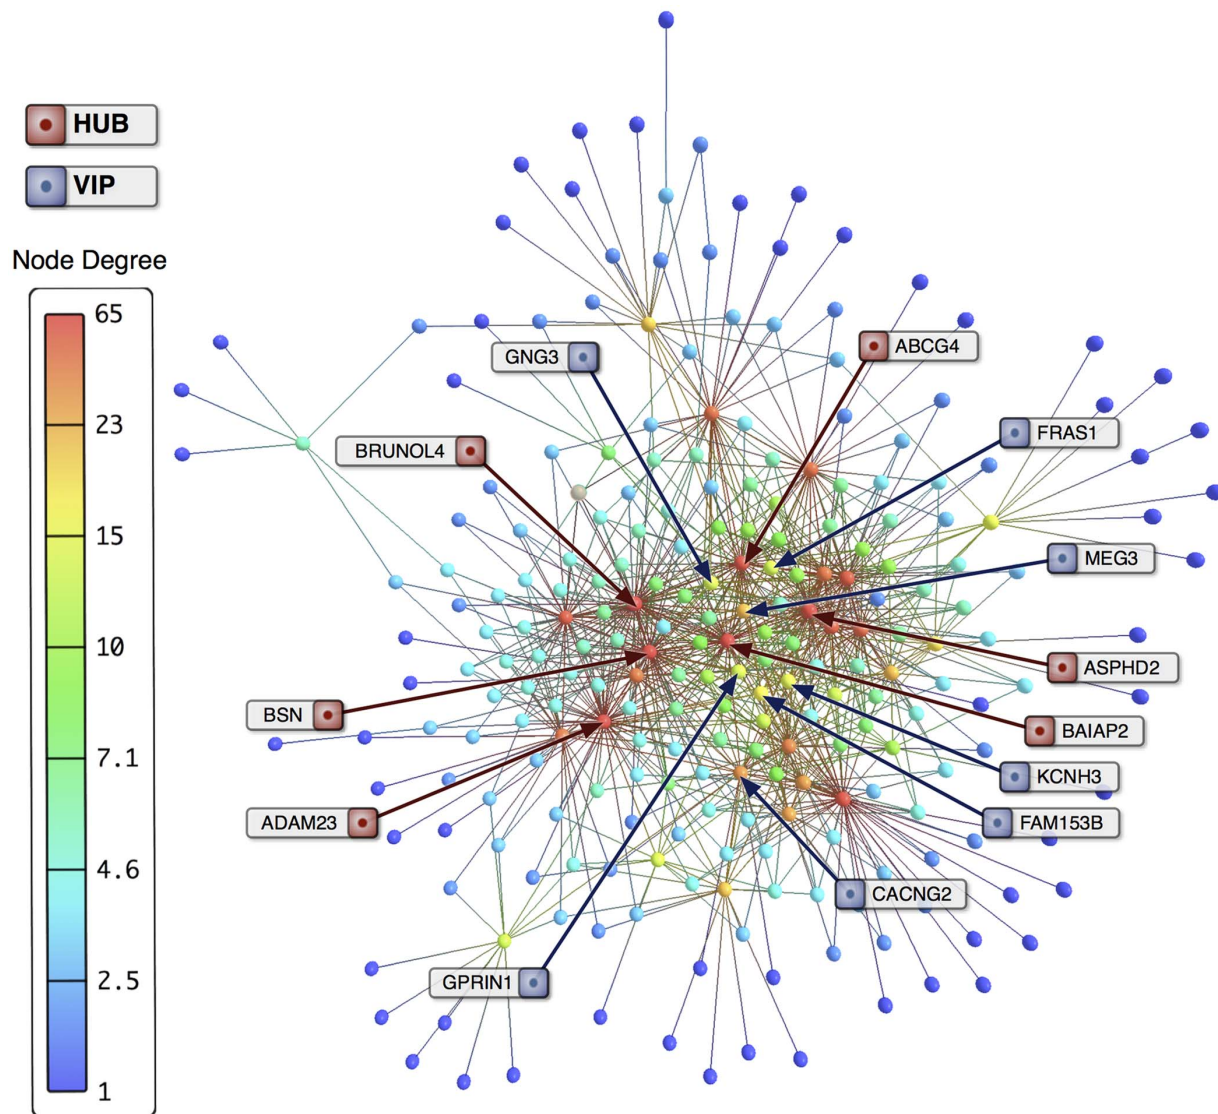 HUB
VIP
Node Degree
65
23
15
10
7.1
4.6
2.5
1
GNG3
ABCG4
BRUNOL4
FRAS1
MEG3
ASPHD2
BSN
BAIAP2
KCNH3
ADAM23
FAM153B
CACNG2
GPRIN1